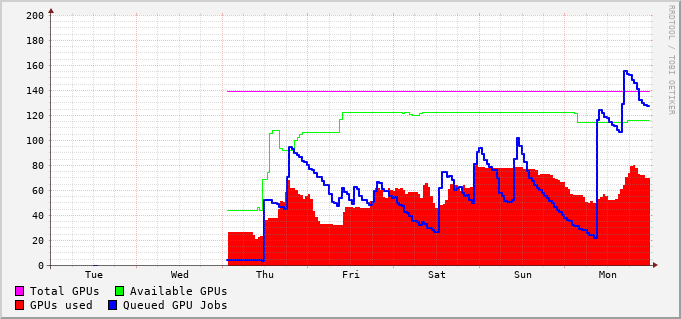 200
180
160
140
120
100
80
60
40
20
0
Tue Wed Thu Fri Sat Sun Mon
Total GPUs Available GPUs
GPUs used Queued GPU Jobs
RRDTOOL / TOBI OETIKER